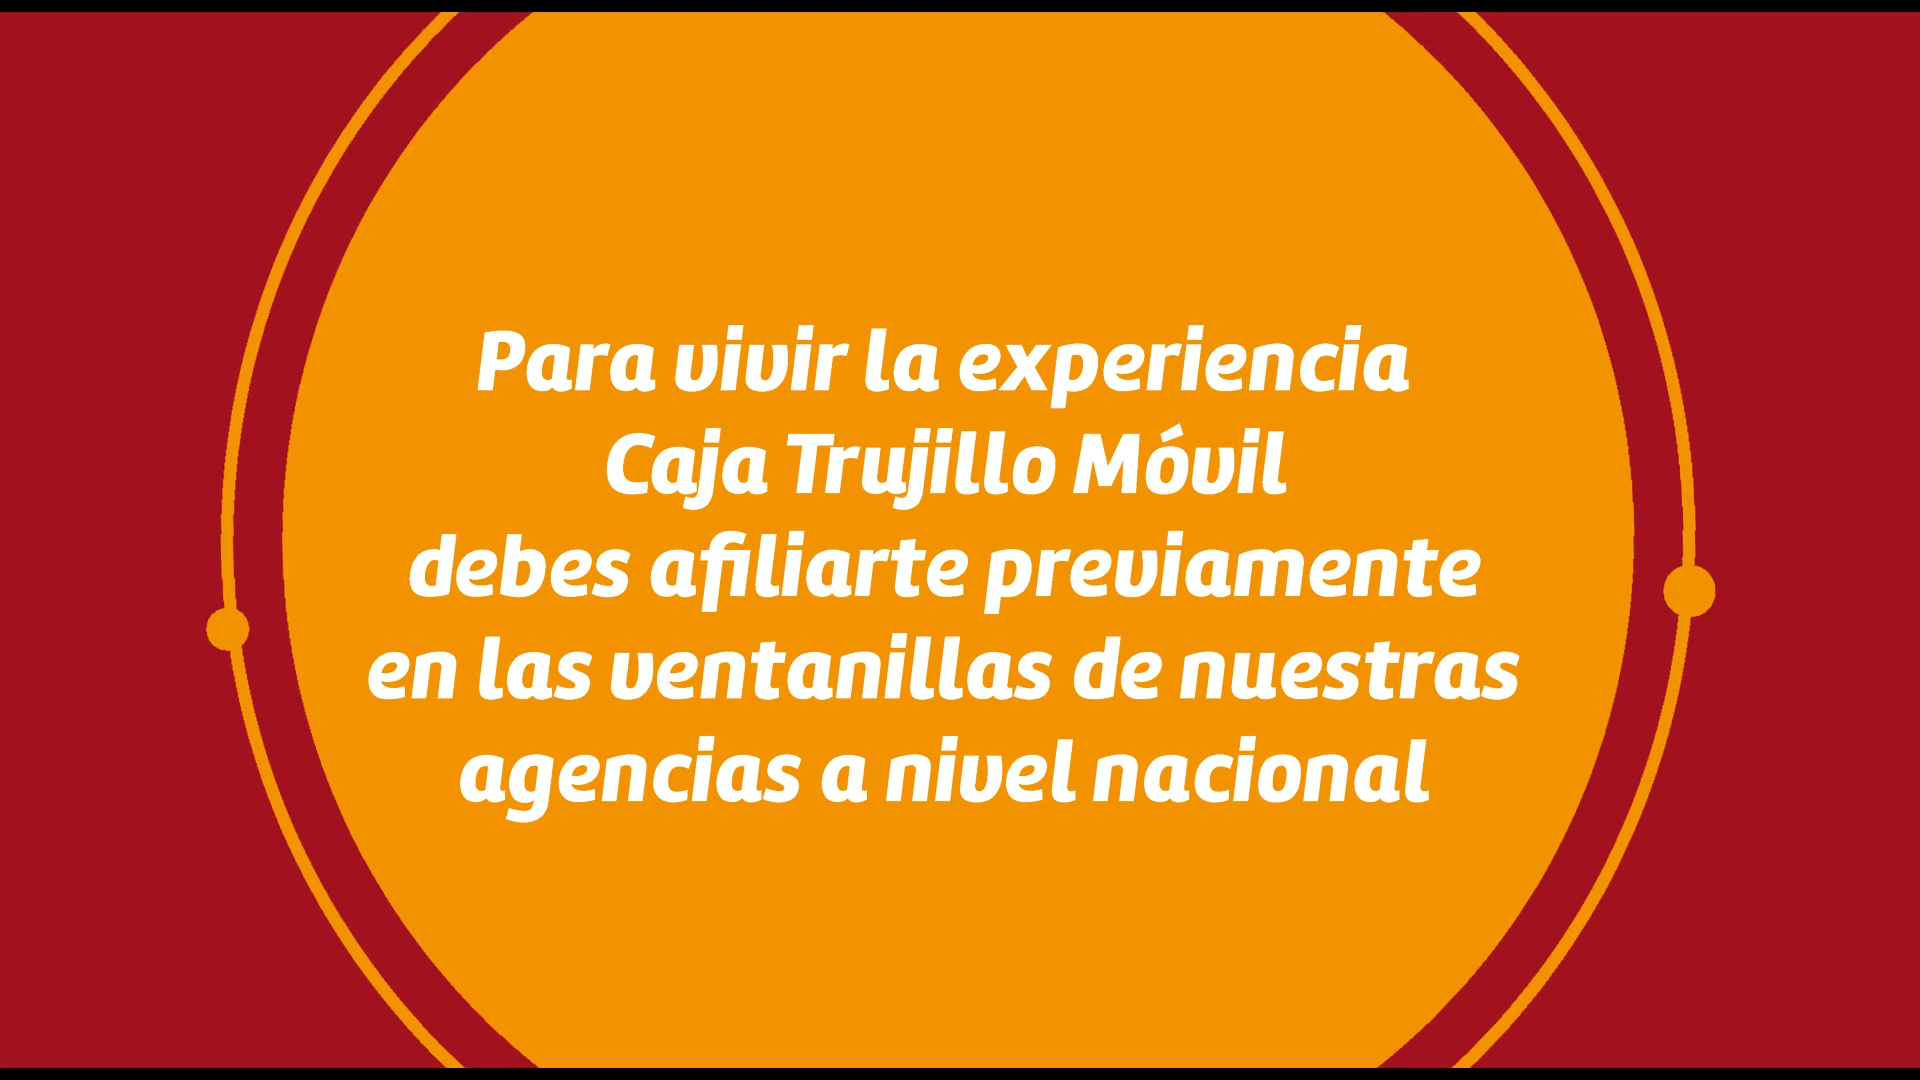 Para vivir la experiencia
Caja Trujillo Móvil
debes afiliarte previamente
en las ventanillas de nuestras
agencias a nivel nacional